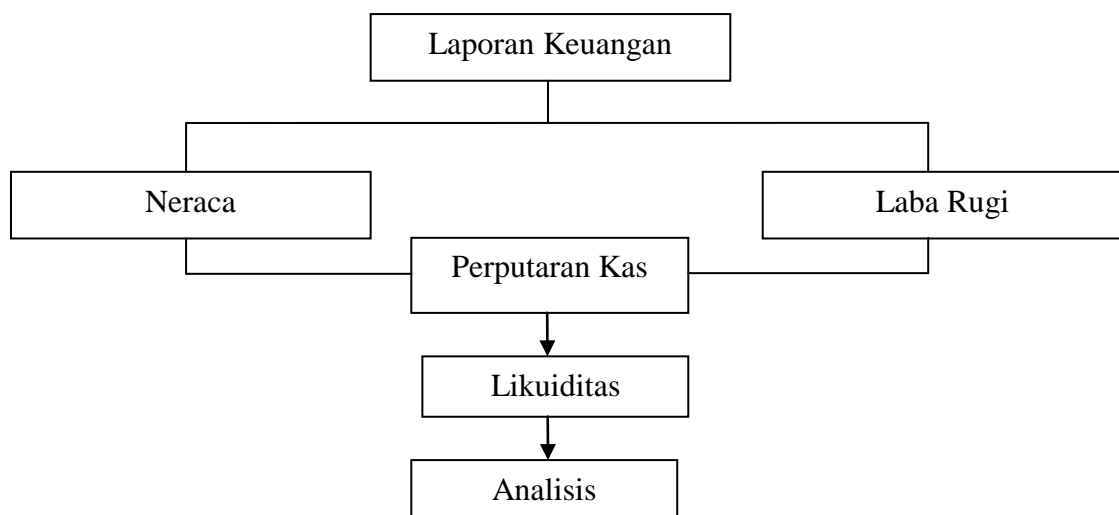 Laporan Keuangan
Neraca
Laba Rugi
Perputaran Kas
Likuiditas
Analisis